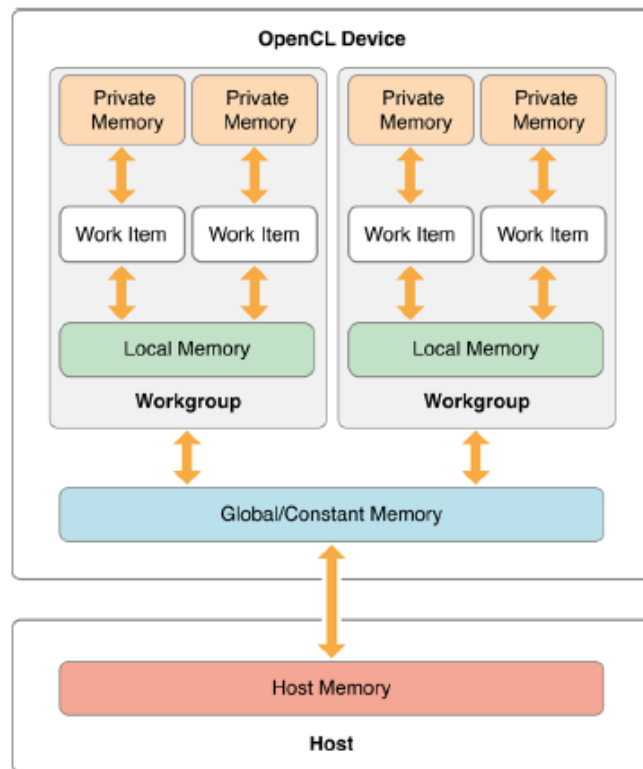 OpenCL Device
Private Memory
Private Memory
Private Memory
Private Memory
Work Item
Work Item
Work Item
Work Item
Local Memory
Local Memory
Workgroup
Workgroup
Global/Constant Memory
Host Memory
Host